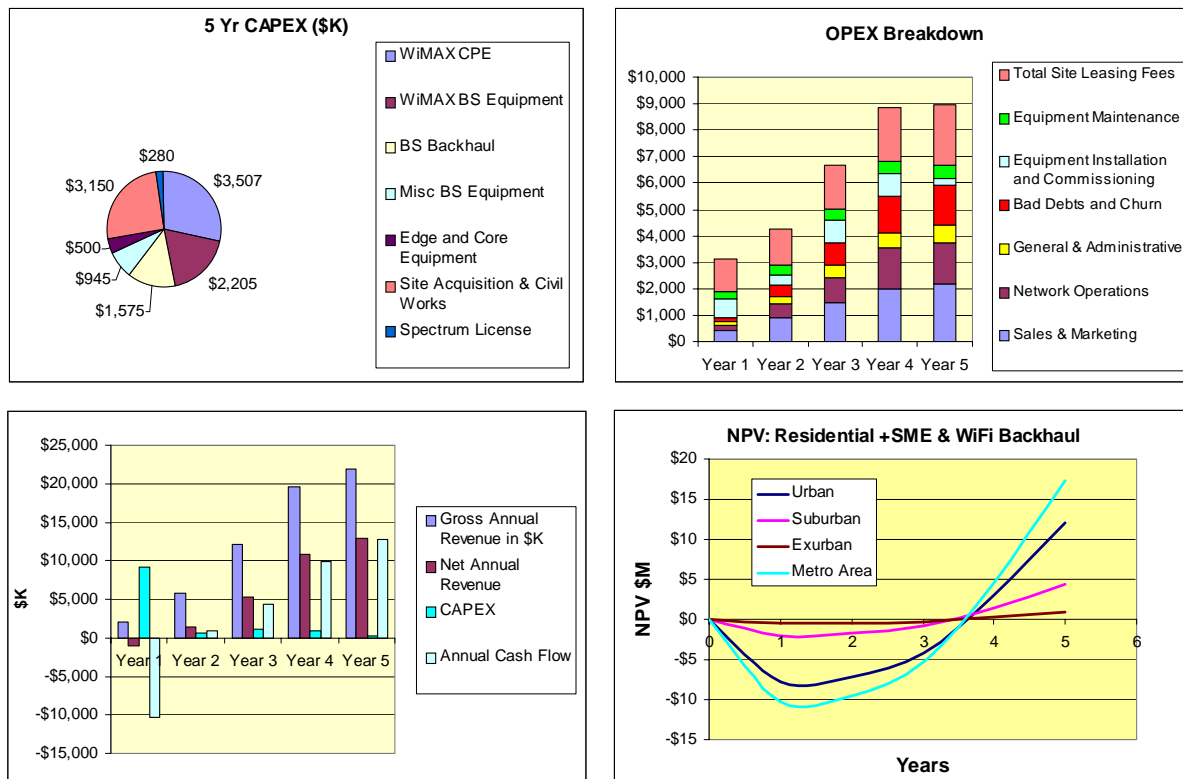 5 Yr CAPEX ($K)
$280
$3,507
$3,150
$500
$945
$1,575
$2,205
WiMAX CPE
WiMAX BS Equipment
BS Backhaul
Misc BS Equipment
Edge and Core
Equipment
Site Acquisition & Civil
Works
Spectrum License
OPEX Breakdown
$10,000
$9,000
$8,000
$7,000
$6,000
$5,000
$4,000
$3,000
$2,000
$1,000
$0
Year 1 Year 2 Year 3 Year 4 Year 5
Total Site Leasing Fees
Equipment Maintenance
Equipment Installation
and Commissioning
Bad Debts and Churn
General & Administrative
Network Operations
Sales & Marketing
$K
$25,000
$20,000
$15,000
$10,000
$5,000
$0
-$5,000
-$10,000
-$15,000
Year 1 Year 2 Year 3 Year 4 Year 5
Gross Annual
Revenue in $K
Net Annual
Revenue
CAPEX
Annual Cash Flow
NPV: Residential +SME & WiFi Backhaul
NPV $M
$20
$15
$10
$5
$0
-$5
-$10
-$15
0 1 2 3 4 5 6
Urban
Suburban
Exurban
Metro Area
Years